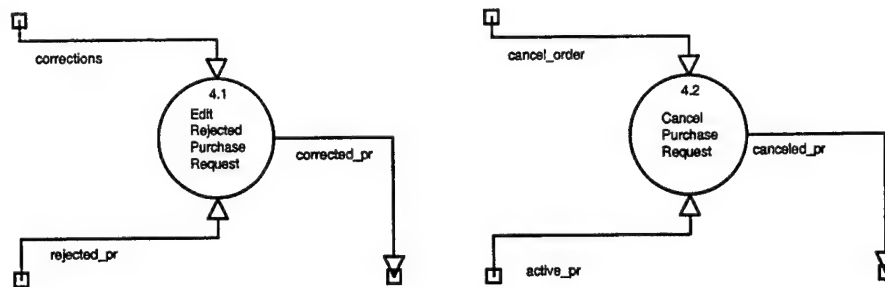 corrections
4.1
Edit
Rejected
Purchase
Request
corrected_pr
rejected_pr
cancel_order
4.2
Cancel
Purchase
Request
canceled_pr
active_pr